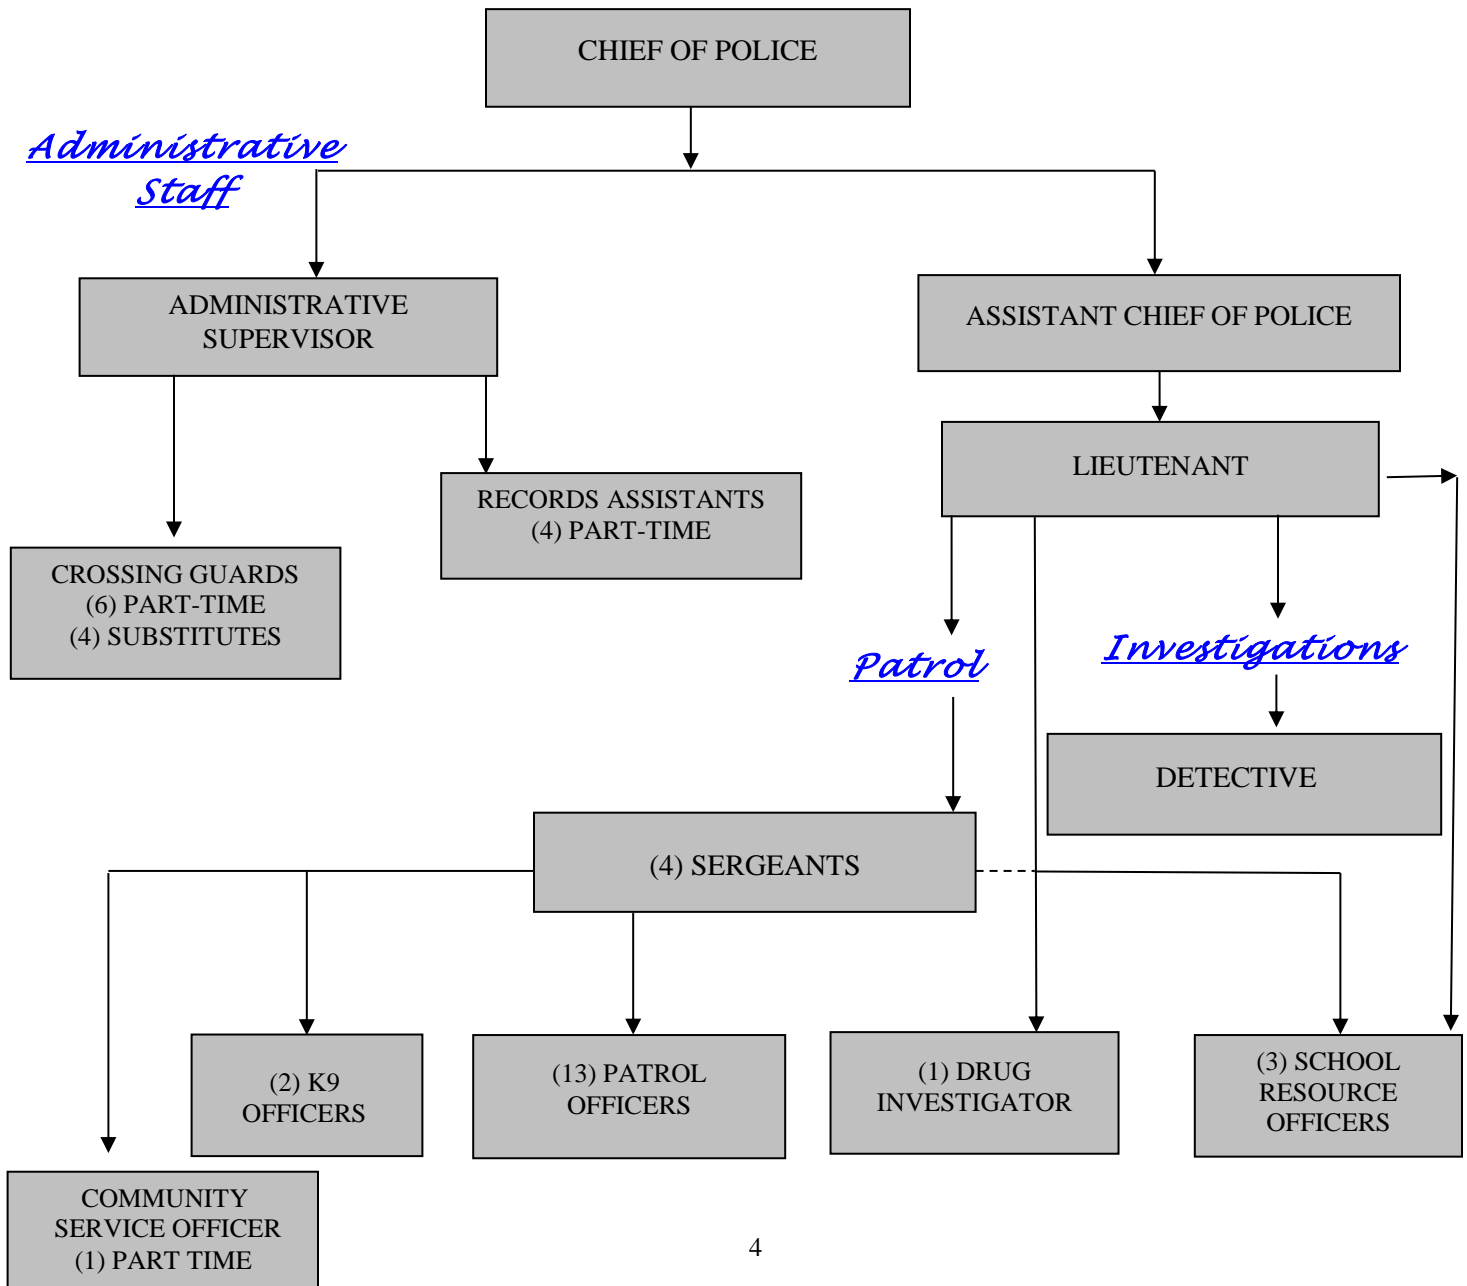 CHIEF OF POLICE
Administrative
Staff
ADMINISTRATIVE
SUPERVISOR
ASSISTANT CHIEF OF POLICE
LIEUTENANT
RECORDS ASSISTANTS
(4) PART-TIME
CROSSING GUARDS
(6) PART-TIME
(4) SUBSTITUTES
Patrol
Investigations
DETECTIVE
(4) SERGEANTS
(2) K9
OFFICERS
(13) PATROL
OFFICERS
(1) DRUG
INVESTIGATOR
(3) SCHOOL
RESOURCE
OFFICERS
COMMUNITY
SERVICE OFFICER
(1) PART TIME
4